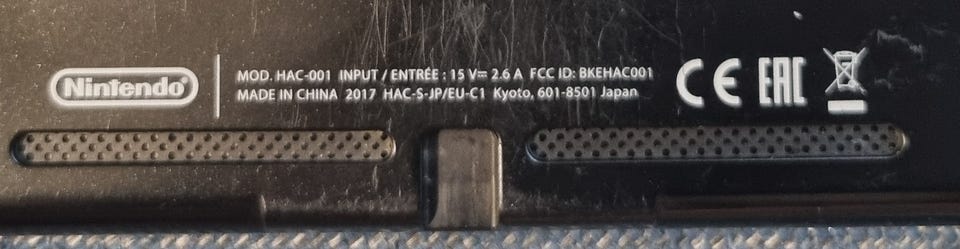 Nintendo
MOD. HAC-001 INPUT / ENTRÉE : 15 V⎓ 2.6 A FCC ID: BKEHAC001
MADE IN CHINA 2017 HAC-S-JP/EU-C1 Kyoto, 601-8501 Japan
CE EAC